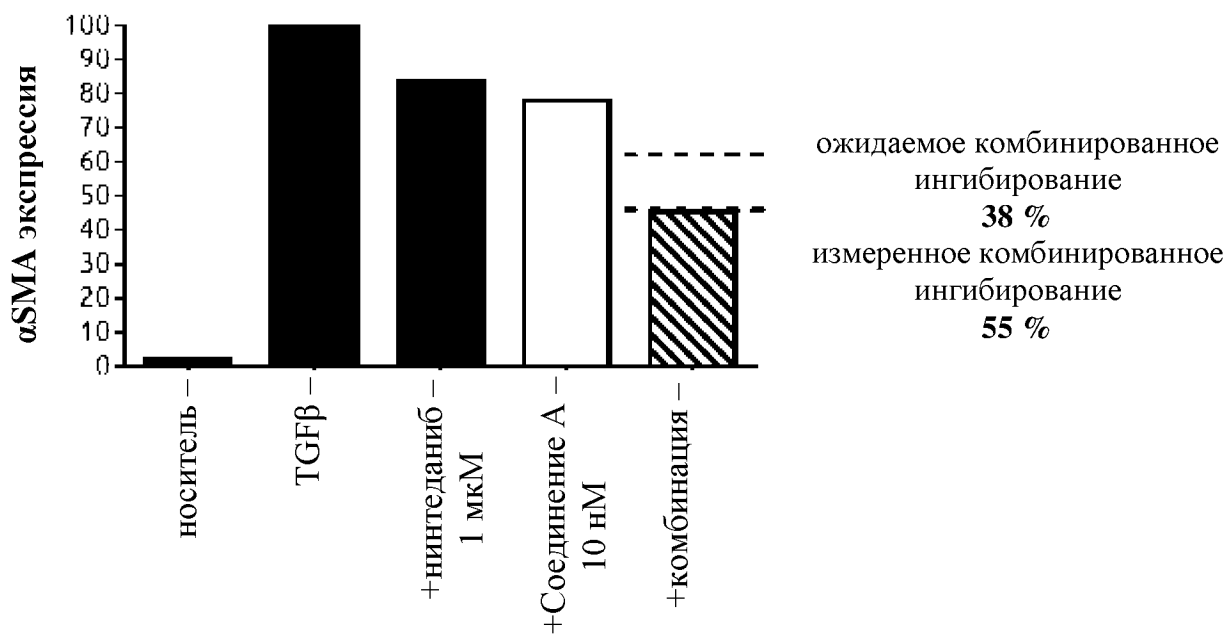 αSMA экспрессия
100
90
80
70
60
50
40
30
20
10
0
носитель –
TGFβ –
+нинтеданиб –
1 мкМ
+Соединение А –
10 нМ
+комбинация –
ожидаемое комбинированное
ингибирование
38 %
измеренное комбинированное
ингибирование
55 %